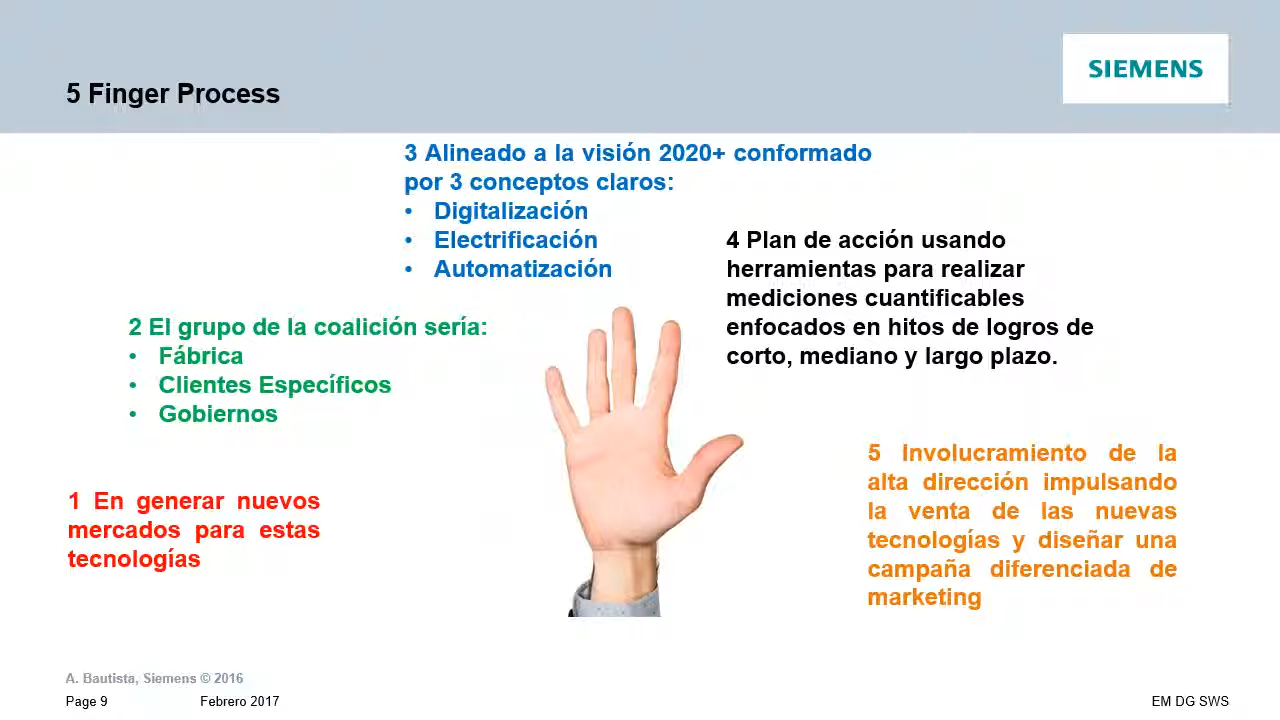 5 Finger Process
SIEMENS
3 Alineado a la visión 2020+ conformado
por 3 conceptos claros:
• Digitalización
• Electrificación
• Automatización
4 Plan de acción usando
herramientas para realizar
mediciones cuantificables
enfocados en hitos de logros de
corto, mediano y largo plazo.
2 El grupo de la coalición sería:
• Fábrica
• Clientes Específicos
• Gobiernos
1 En generar nuevos
mercados para estas
tecnologías
5 Involucramiento de la
alta dirección impulsando
la venta de las nuevas
tecnologías y diseñar una
campaña diferenciada de
marketing
A. Bautista, Siemens © 2016
Page 9 Febrero 2017 EM DG SWS